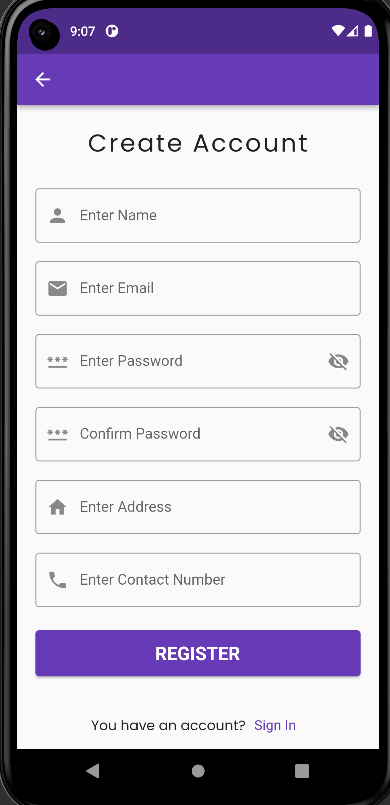 9:07
Create Account
Enter Name
Enter Email
*** Enter Password
*** Confirm Password
Enter Address
Enter Contact Number
REGISTER
You have an account? Sign In